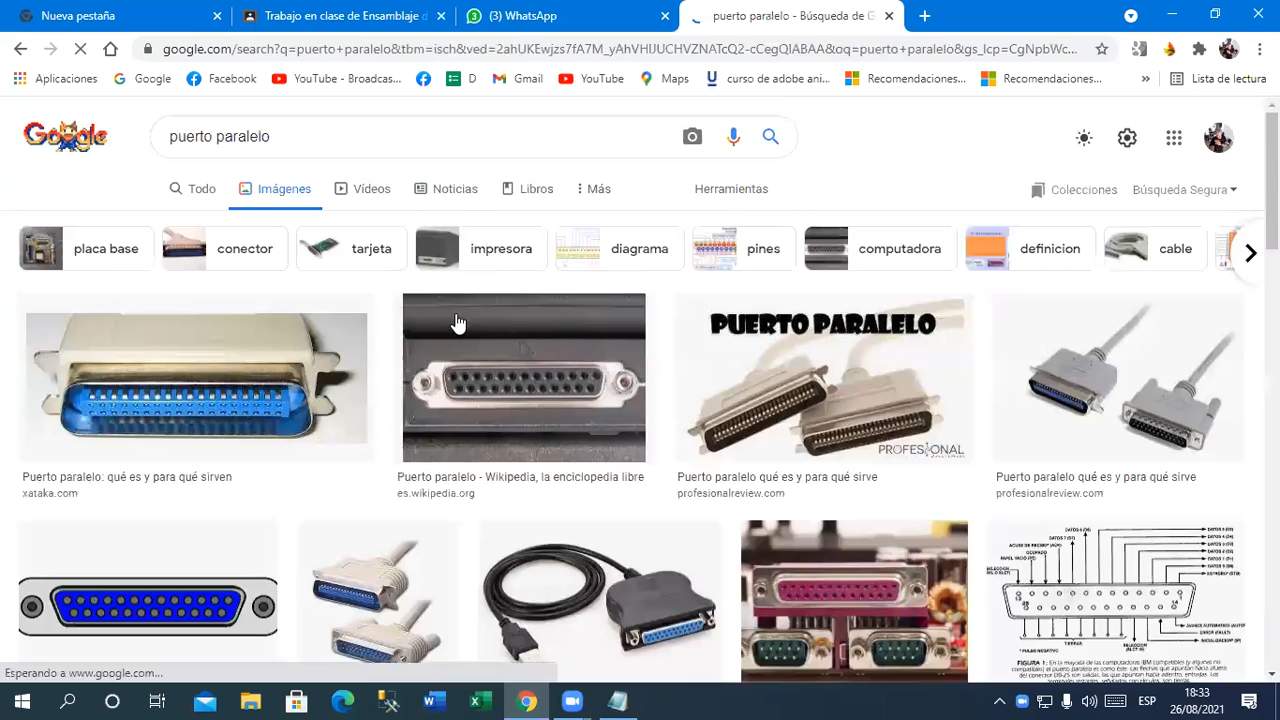 Nueva pestaña
Trabajo en clase de Ensamblaje d
(3) WhatsApp
puerto paralelo - Búsqueda de G
google.com/search?q=puerto+paralelo&tbm=isch&ved=2ahUKEwjzs7fA7M_yAhVHJUCHVZNATcQ2-cCegQIABAA&oq=puerto+paralelo&gs_lcp=CgNpbWc...
Aplicaciones
Google
Facebook
YouTube - Broadcas...
D
Gmail
YouTube
Maps
curso de adobe ani...
Recomendaciones...
Recomendaciones...
»
Lista de lectura
Google
puerto paralelo
Todo
Imágenes
Vídeos
Noticias
Libros
Más
Herramientas
Colecciones
Búsqueda Segura
placa base
conector
tarjeta
impresora
diagrama
pines
computadora
definicion
cable
PUERTO PARALELO
Puerto paralelo: qué es y para qué sirven
xataka.com
Puerto paralelo - Wikipedia, la enciclopedia libre
es.wikipedia.org
Puerto paralelo qué es y para qué sirve
profesionalreview.com
Puerto paralelo qué es y para qué sirve
profesionalreview.com
Esperando a www.google.com...
ESP
18:33
26/08/2021